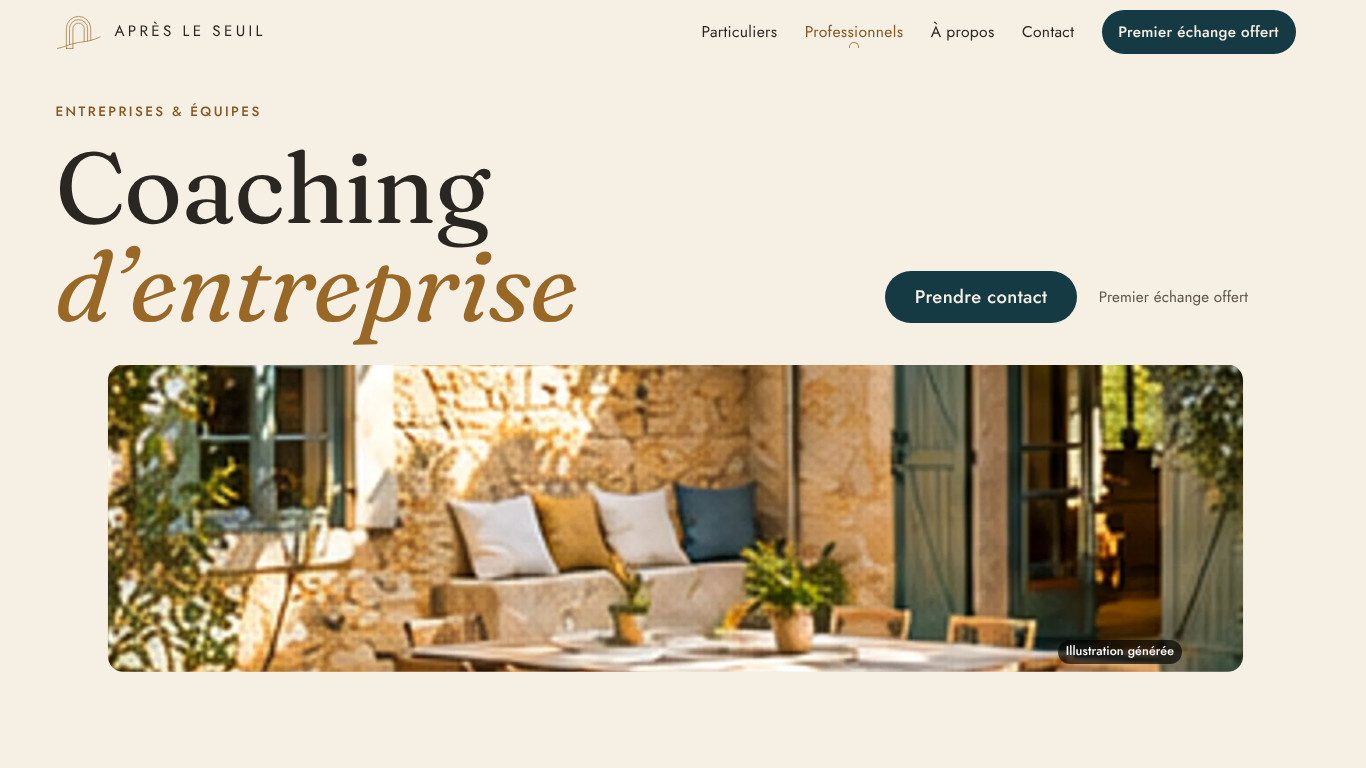 APRÈS LE SEUIL
Particuliers
Professionnels
À propos
Contact
Premier échange offert
ENTREPRISES & ÉQUIPES
Coaching
d’entreprise
Prendre contact
Premier échange offert
Illustration générée